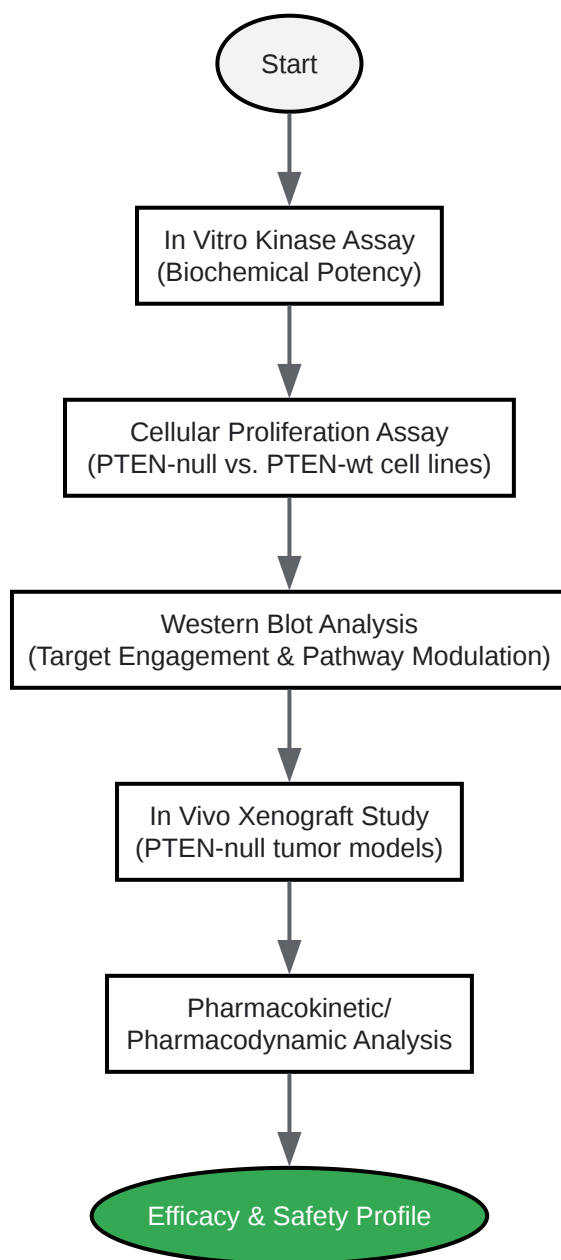 Start
In Vitro Kinase Assay
(Biochemical Potency)
Cellular Proliferation Assay
(PTEN-null vs. PTEN-wt cell lines)
Western Blot Analysis
(Target Engagement & Pathway Modulation)
In Vivo Xenograft Study
(PTEN-null tumor models)
Pharmacokinetic/
Pharmacodynamic Analysis
Efficacy & Safety Profile